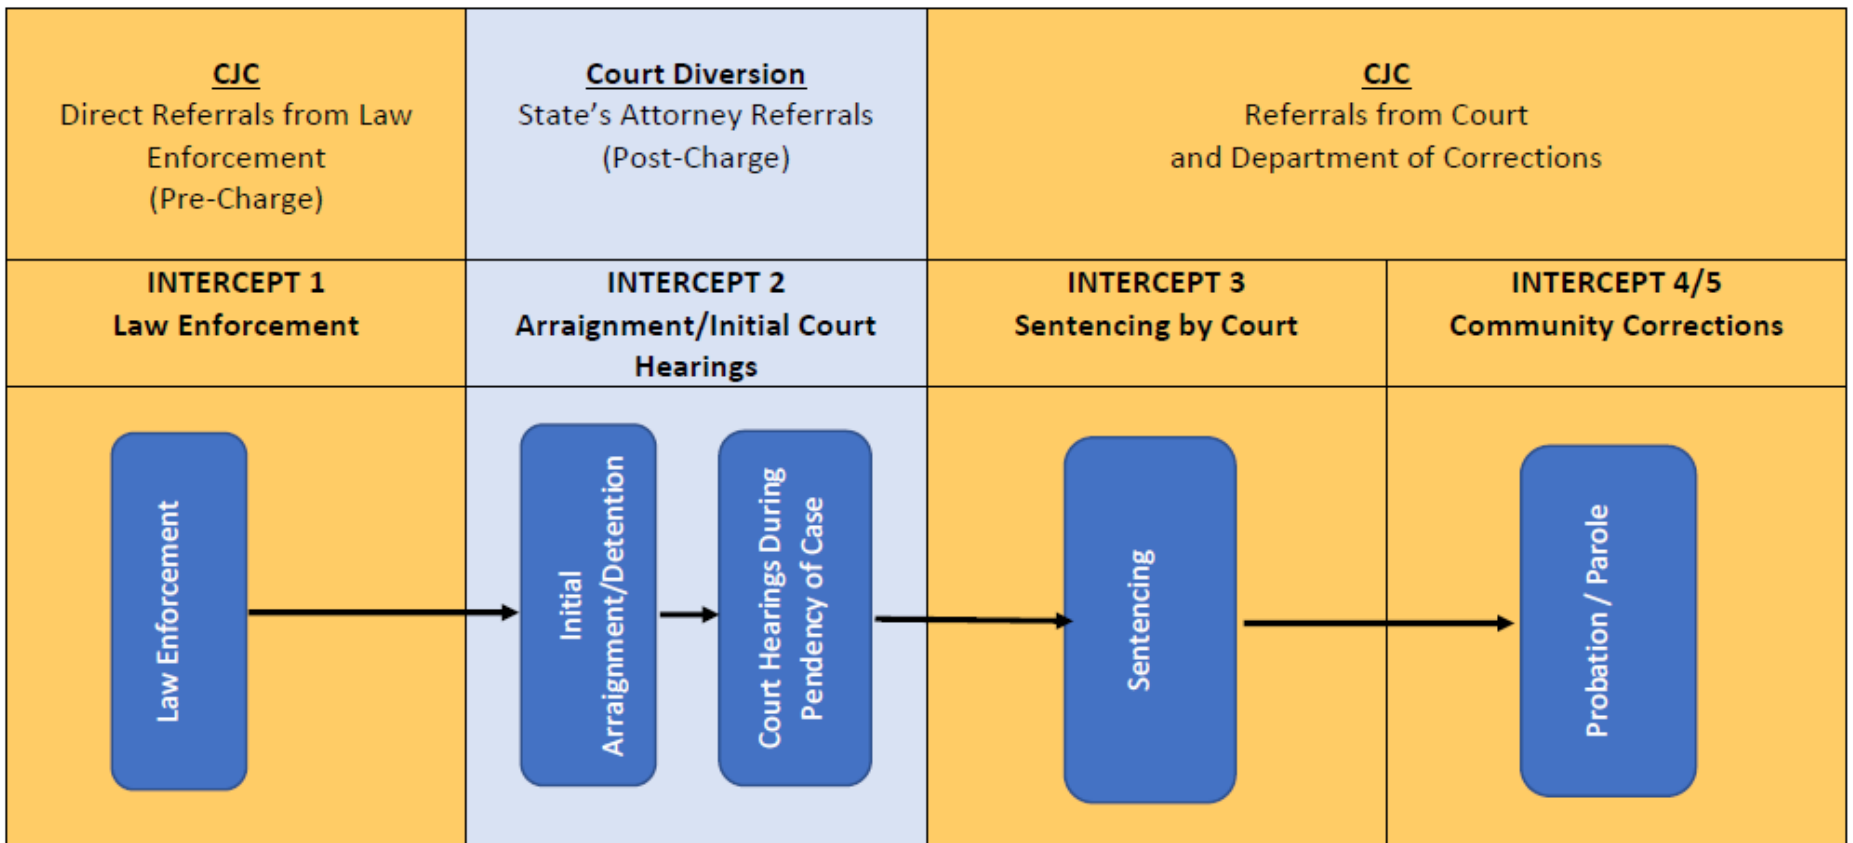 CJC
Direct Referrals from Law
Enforcement
(Pre-Charge)
Court Diversion
State’s Attorney Referrals
(Post-Charge)
CJC
Referrals from Court
and Department of Corrections
INTERCEPT 1
Law Enforcement
INTERCEPT 2
Arraignment/Initial Court
Hearings
INTERCEPT 3
Sentencing by Court
INTERCEPT 4/5
Community Corrections
Law Enforcement
Initial
Arraignment/Detention
Court Hearings During
Pendency of Case
Sentencing
Probation / Parole